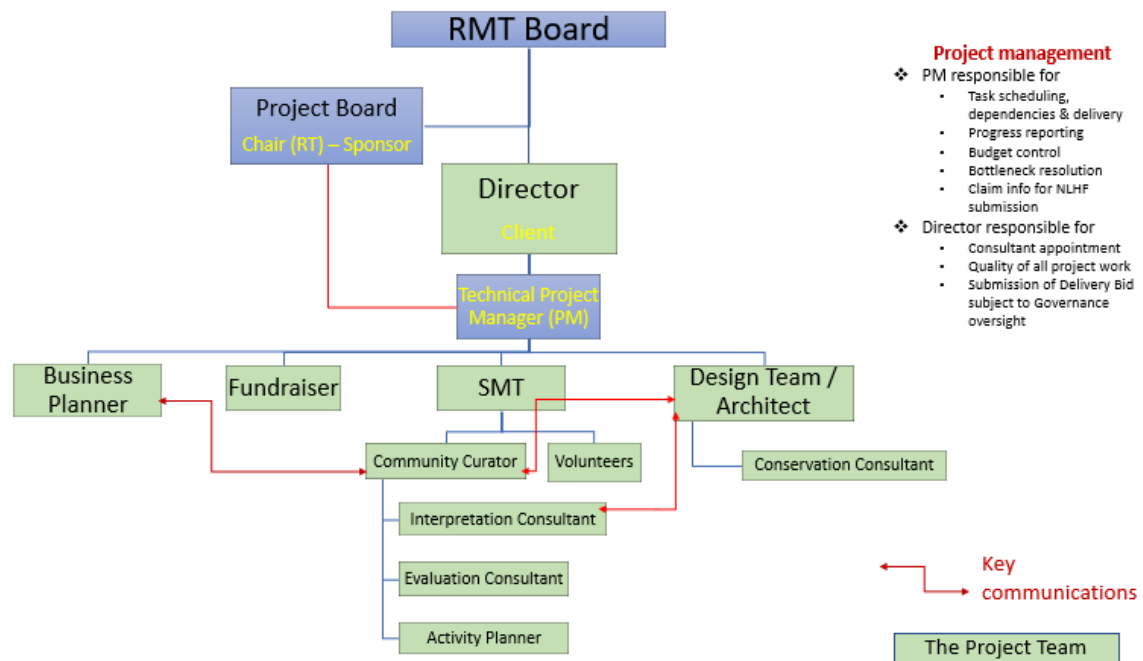 RMT Board
Project Board
Chair (RT) – Sponsor
Director
Client
Technical Project
Manager (PM)
Business
Planner
Fundraiser
SMT
Design Team /
Architect
Community Curator
Volunteers
Conservation Consultant
Interpretation Consultant
Evaluation Consultant
Activity Planner
Project management
❖ PM responsible for
▪ Task scheduling,
dependencies & delivery
▪ Progress reporting
▪ Budget control
▪ Bottleneck resolution
▪ Claim info for NLHF
submission
❖ Director responsible for
▪ Consultant appointment
▪ Quality of all project work
▪ Submission of Delivery Bid
subject to Governance
oversight
Key
communications
The Project Team